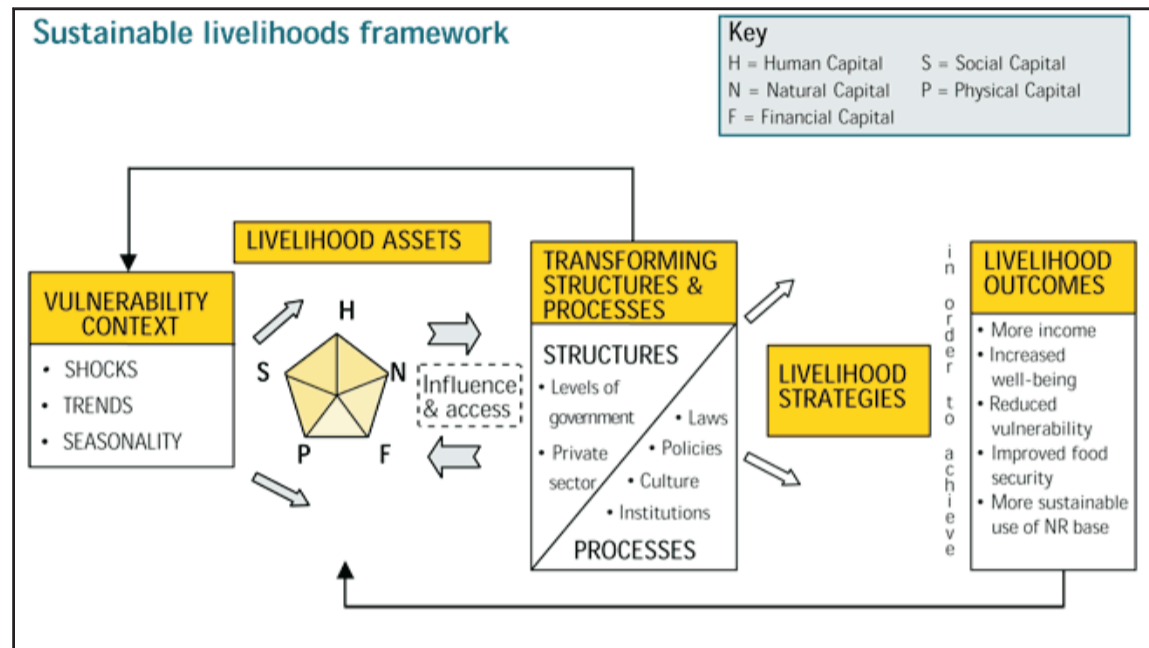 Sustainable livelihoods framework
Key
H = Human Capital
S = Social Capital
N = Natural Capital
P = Physical Capital
F = Financial Capital
LIVELIHOOD ASSETS
VULNERABILITY
CONTEXT
• SHOCKS
• TRENDS
• SEASONALITY
H
S
N
P
F
Influence
& access
TRANSFORMING
STRUCTURES &
PROCESSES
STRUCTURES
• Levels of
government
• Private
sector
• Laws
• Policies
• Culture
• Institutions
PROCESSES
LIVELIHOOD
STRATEGIES
in order to achieve
LIVELIHOOD
OUTCOMES
• More income
• Increased
well-being
• Reduced
vulnerability
• Improved food
security
• More sustainable
use of NR base